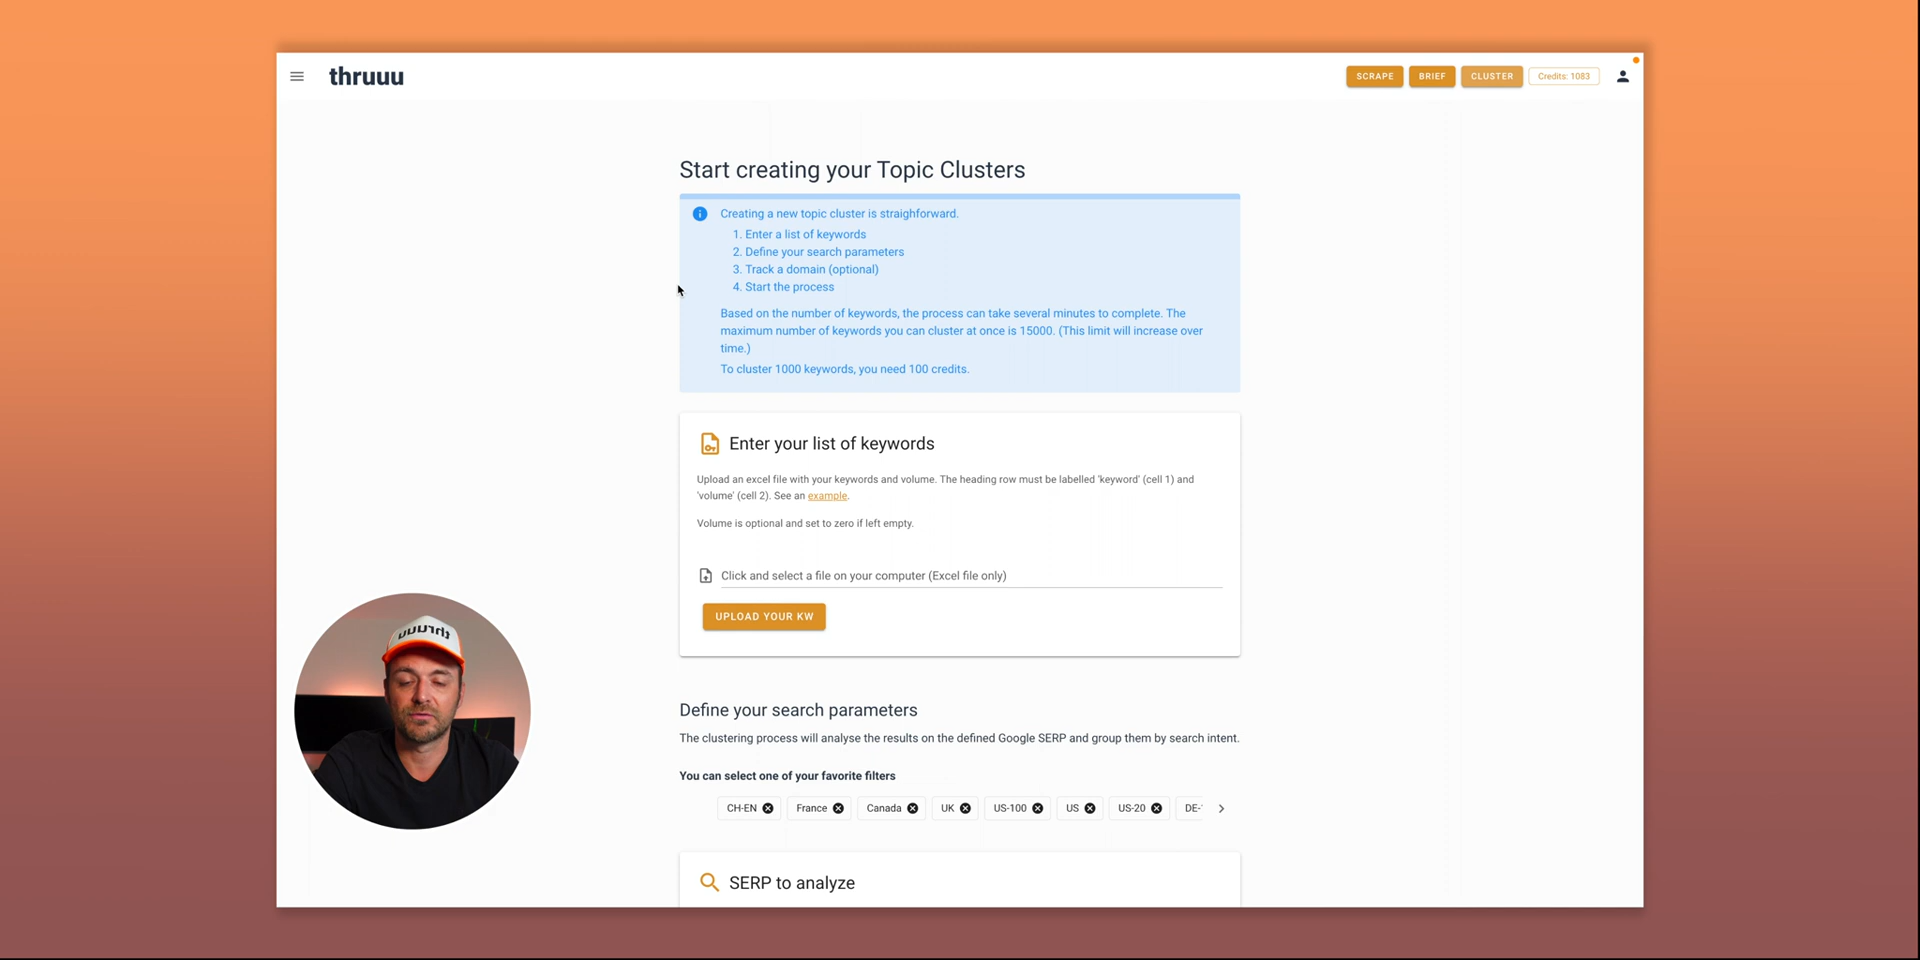 thruuu
SCRAPE
BRIEF
CLUSTER
Credits: 1083
Start creating your Topic Clusters
Creating a new topic cluster is straighforward.
1. Enter a list of keywords
2. Define your search parameters
3. Track a domain (optional)
4. Start the process
Based on the number of keywords, the process can take several minutes to complete. The
maximum number of keywords you can cluster at once is 15000. (This limit will increase over
time.)
To cluster 1000 keywords, you need 100 credits.
Enter your list of keywords
Upload an excel file with your keywords and volume. The heading row must be labelled 'keyword' (cell 1) and
'volume' (cell 2). See an example.
Volume is optional and set to zero if left empty.
Click and select a file on your computer (Excel file only)
UPLOAD YOUR KW
thruuu
Define your search parameters
The clustering process will analyse the results on the defined Google SERP and group them by search intent.
You can select one of your favorite filters
CH-EN
France
Canada
UK
US-100
US
US-20
DE-
SERP to analyze